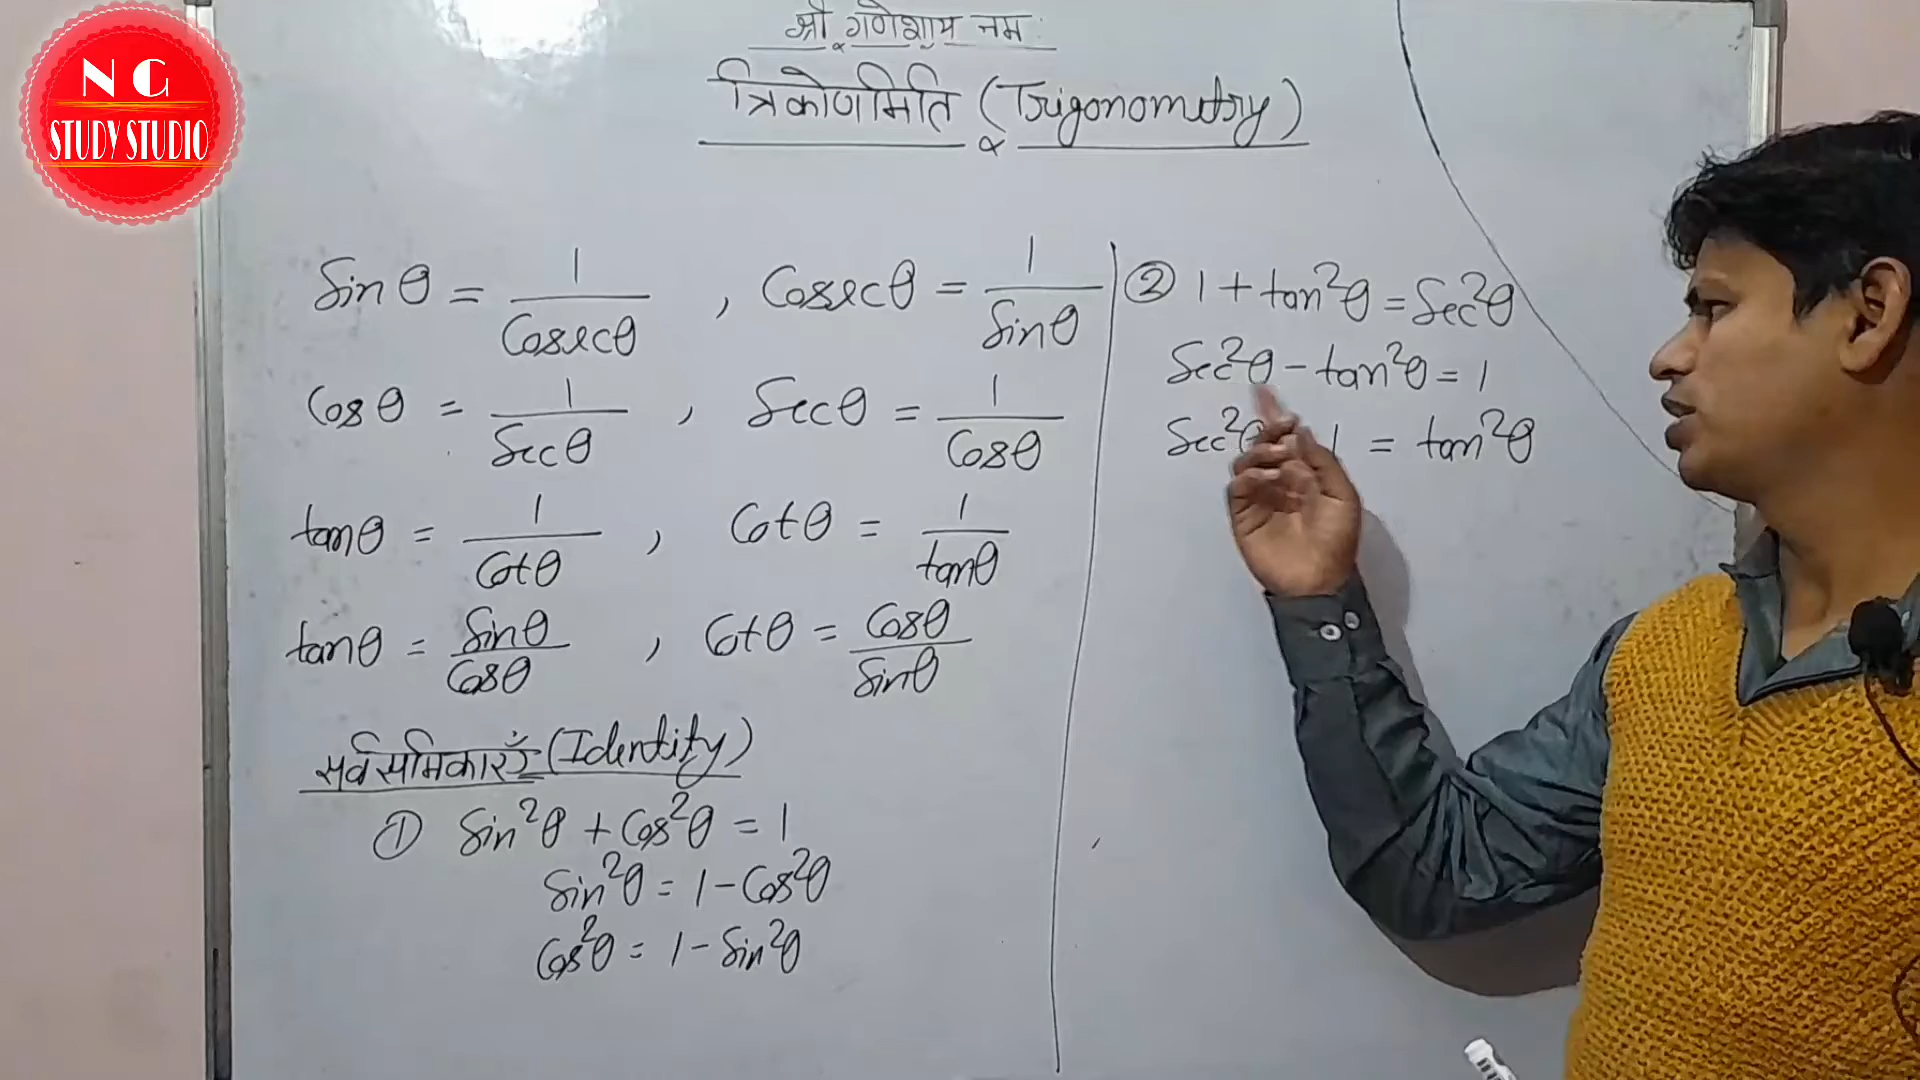 N G
STUDY STUDIO
श्री गणेशाय नमः
त्रिकोणमिति (Trigonometry)
Sinθ = 1/Cosecθ , Cosecθ = 1/Sinθ
Cosθ = 1/Secθ , Secθ = 1/Cosθ
tanθ = 1/Cotθ , Cotθ = 1/tanθ
tanθ = Sinθ/Cosθ , Cotθ = Cosθ/Sinθ
सर्वसमिकाएँ (Identity)
① Sin²θ + Cos²θ = 1
Sin²θ = 1 - Cos²θ
Cos²θ = 1 - Sin²θ
② 1 + tan²θ = Sec²θ
Sec²θ - tan²θ = 1
Sec²θ 1 = tan²θ